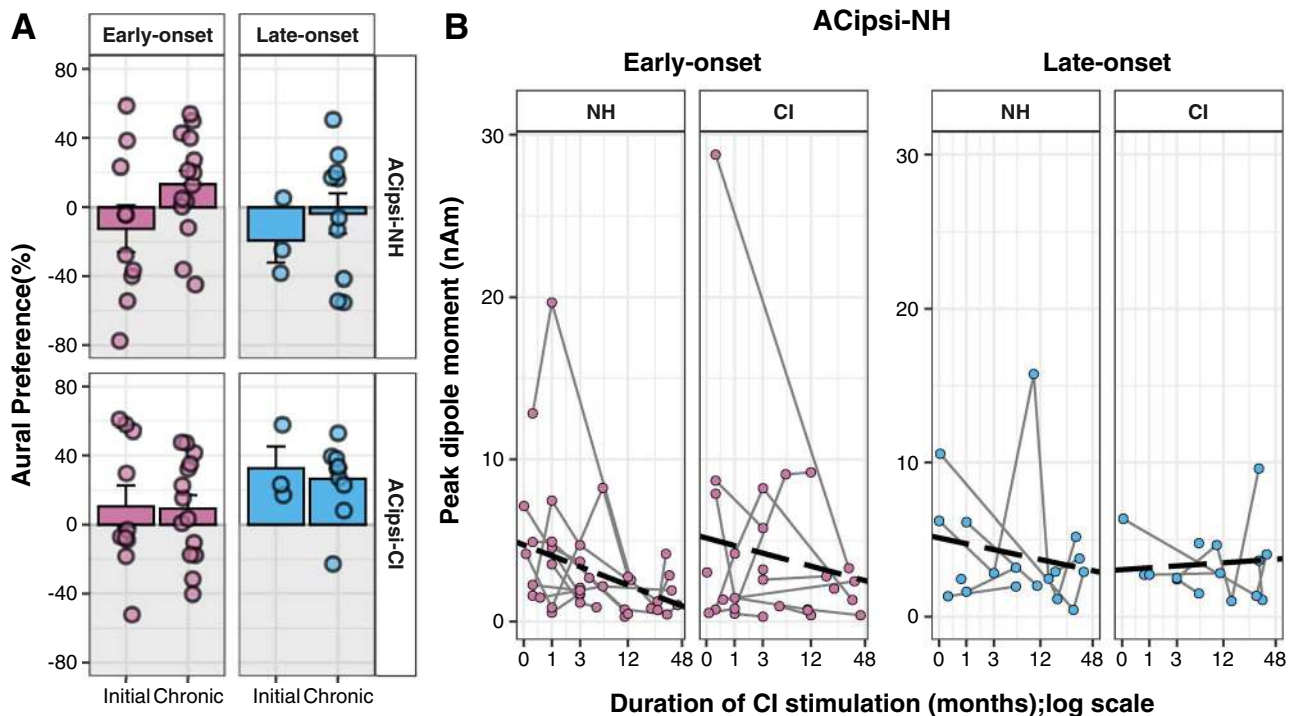 A
Early-onset
Late-onset
80
40
0
-40
-80
ACipsi-NH
80
40
0
-40
-80
ACipsi-CI
Aural Preference(%)
Initial Chronic
Initial Chronic
B
ACipsi-NH
Early-onset
Late-onset
NH
CI
NH
CI
30
20
10
0
30
20
10
0
Peak dipole moment (nAm)
0 1 3 12 48
0 1 3 12 48
0 1 3 12 48
0 1 3 12 48
Duration of CI stimulation (months);log scale